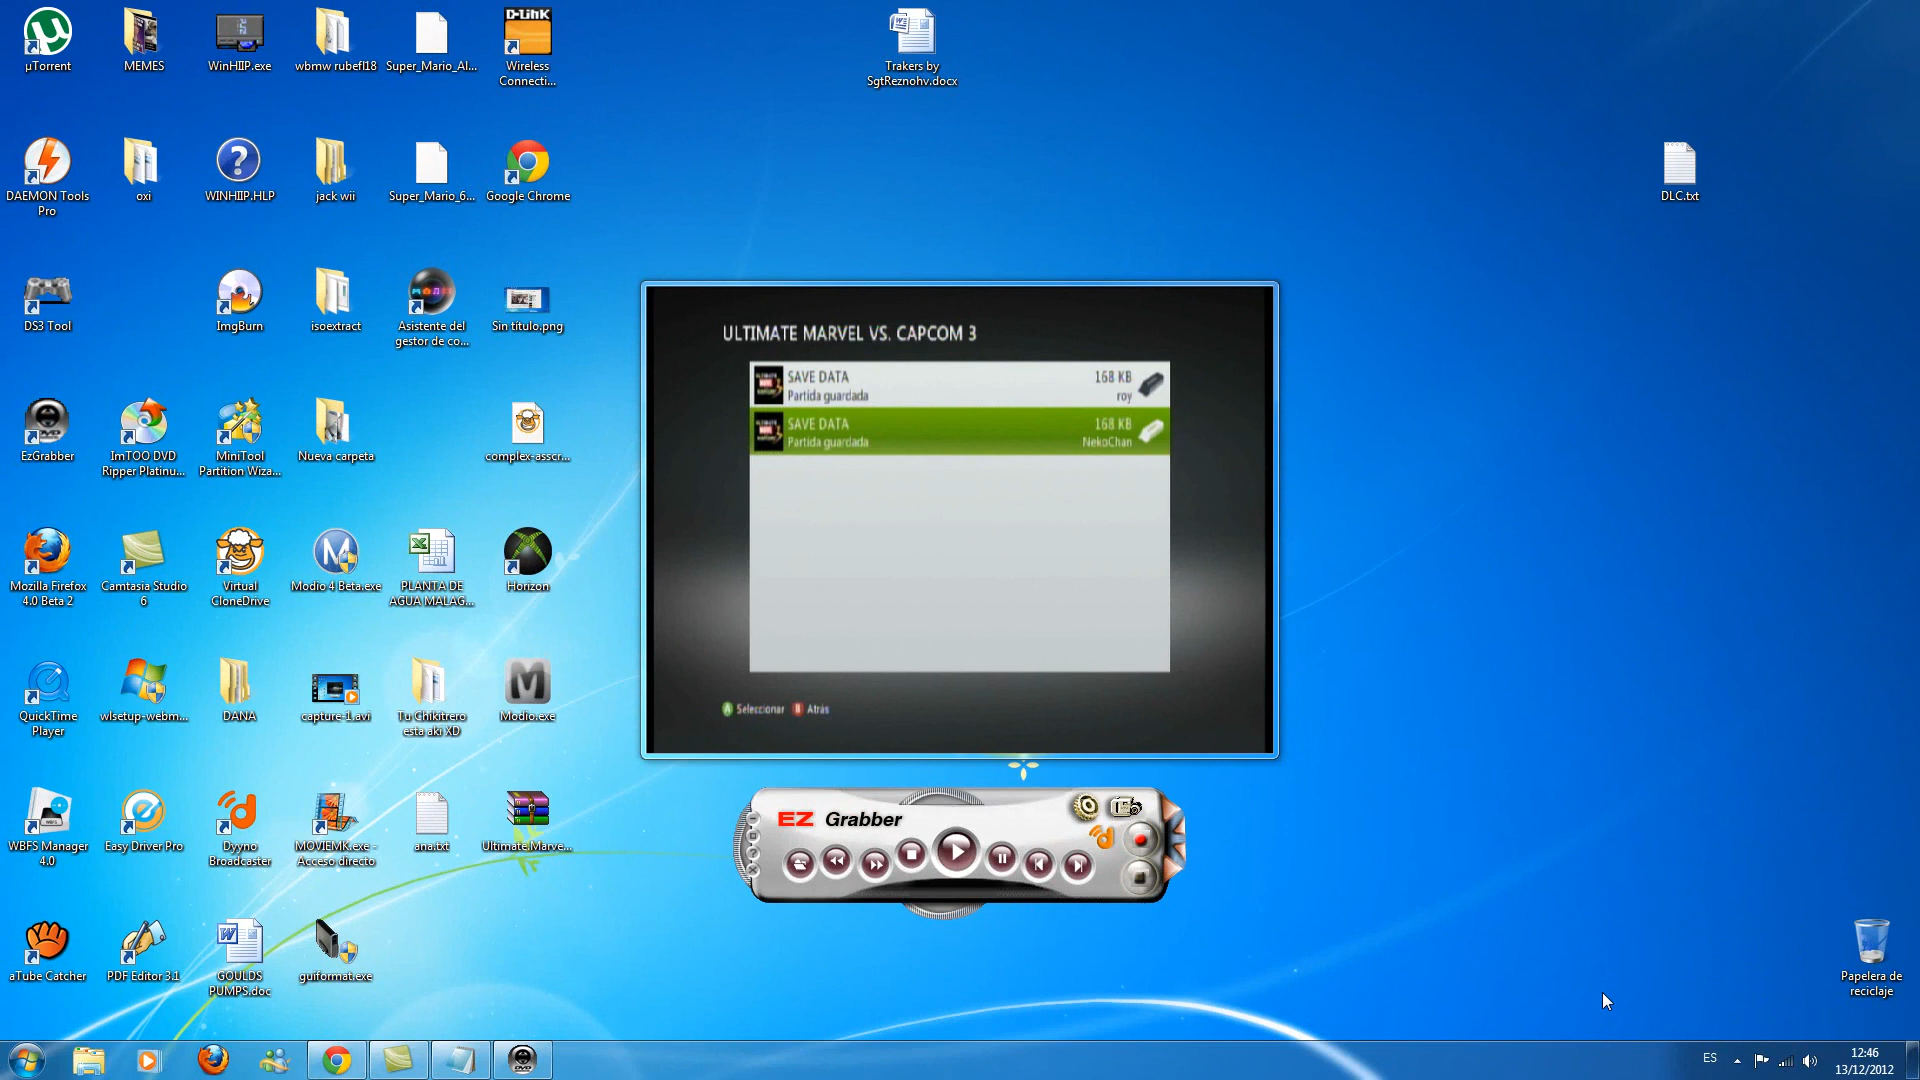 µTorrent
MEMES
WinHIIP.exe
wbmw rubefl18
Super_Mario_Al...
D-Link
Wireless
Connecti...
Trakers by
SgtReznohv.docx
DAEMON Tools
Pro
oxi
WINHIIP.HLP
jack wii
Super_Mario_6...
Google Chrome
DLC.txt
DS3 Tool
ImgBurn
isoextract
Asistente del
gestor de co...
Sin título.png
EzGrabber
ImTOO DVD
Ripper Platinu...
MiniTool
Partition Wiza...
Nueva carpeta
complex-asscr...
Mozilla Firefox
4.0 Beta 2
Camtasia Studio
6
Virtual
CloneDrive
Modio 4 Beta.exe
PLANTA DE
AGUA MALAG...
Horizon
QuickTime
Player
wlsetup-webm...
DANA
capture-1.avi
Tu Chikitrero
esta aki XD
Modio.exe
WBFS Manager
4.0
Easy Driver Pro
Dyyno
Broadcaster
MOVIEMK.exe -
Acceso directo
ana.txt
Ultimate.Marve...
aTube Catcher
PDF Editor 3.1
GOULDS
PUMPS.doc
guiformat.exe
Papelera de
reciclaje
ULTIMATE MARVEL VS. CAPCOM 3
SAVE DATA 168 KB
Partida guardada roy
SAVE DATA 168 KB
Partida guardada NekoChan
A Seleccionar B Atrás
EZ Grabber
ES
12:46
13/12/2012